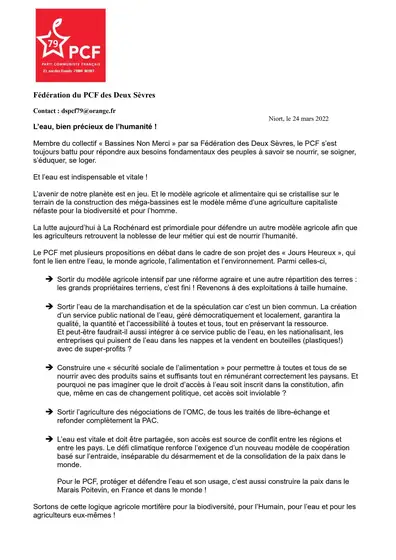 79
PCF
PARTI COMMUNISTE FRANÇAIS
Fédération du PCF des Deux Sèvres
Contact : dspcf79@orange.fr
Niort, le 24 mars 2022
L'eau, bien précieux de l'humanité !
Membre du collectif « Bassines Non Merci » par sa Fédération des Deux Sèvres, le PCF s'est
toujours battu pour répondre aux besoins fondamentaux des peuples à savoir se nourrir, se soigner,
s'éduquer, se loger.
Et l'eau est indispensable et vitale !
L'avenir de notre planète est en jeu. Et le modèle agricole et alimentaire qui se cristallise sur le
terrain de la construction des méga-bassines est le modèle même d'une agriculture capitaliste
néfaste pour la biodiversité et pour l'homme.
La lutte aujourd'hui à La Rochénard est primordiale pour défendre un autre modèle agricole afin que
les agriculteurs retrouvent la noblesse de leur métier qui est de nourrir l'humanité.
Le PCF met plusieurs propositions en débat dans le cadre de son projet des « Jours Heureux », qui
font le lien entre l'eau, le monde agricole, l'alimentation et l'environnement. Parmi celles-ci,
➔ Sortir du modèle agricole intensif par une réforme agraire et une autre répartition des terres :
les grands propriétaires terriens, c'est fini ! Revenons à des exploitations à taille humaine.
➔ Sortir l'eau de la marchandisation et de la spéculation car c'est un bien commun. La création
d'un service public national de l'eau, géré démocratiquement et localement, garantira la
qualité, la quantité et l'accessibilité à toutes et tous, tout en préservant la ressource.
Et peut-être faudrait-il aussi intégrer à ce service public de l'eau, en les nationalisant, les
entreprises qui puisent de l'eau dans les nappes et la vendent en bouteilles (plastiques!)
avec de super-profits ?
➔ Construire une « sécurité sociale de l'alimentation » pour permettre à toutes et tous de se
nourrir avec des produits sains et suffisants tout en rémunérant correctement les paysans. Et
pourquoi ne pas imaginer que le droit d'accès à l'eau soit inscrit dans la constitution, afin
que, même en cas de changement politique, cet accès soit inviolable ?
➔ Sortir l'agriculture des négociations de l'OMC, de tous les traités de libre-échange et
refondre complètement la PAC.
➔ L'eau est vitale et doit être partagée, son accès est source de conflit entre les régions et
entre les pays. Le défi climatique renforce l'exigence d'un nouveau modèle de coopération
basé sur l'entraide, inséparable du désarmement et de la consolidation de la paix dans le
monde.
Pour le PCF, protéger et défendre l'eau et son usage, c'est aussi construire la paix dans le
Marais Poitevin, en France et dans le monde !
Sortons de cette logique agricole mortifère pour la biodiversité, pour l'Humain, pour l'eau et pour les
agriculteurs eux-mêmes !